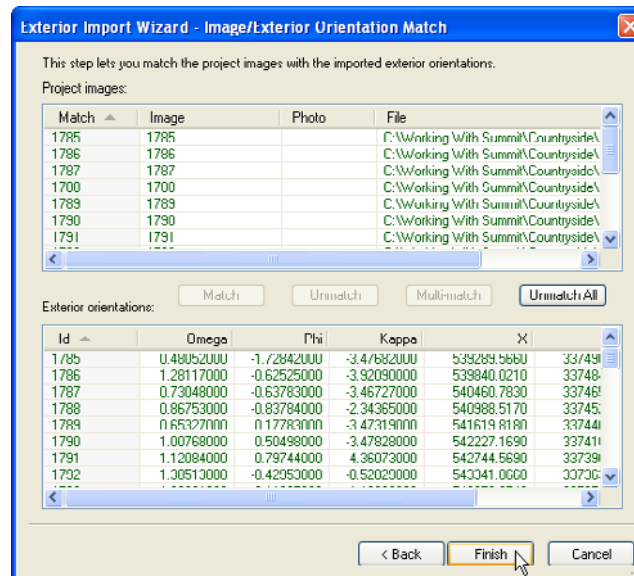 Exterior Import Wizard - Image/Exterior Orientation Match
This step lets you match the project images with the imported exterior orientations.
Project images:
Match Image Photo File
1785 1785 C:\Working With Summit\Countryside\
1786 1786 C:\Working With Summit\Countryside\
1787 1787 C:\Working With Summit\Countryside\
1700 1700 C:\Working With Summit\Countryside\
1789 1789 C:\Working With Summit\Countryside\
1790 1790 C:\Working With Summit\Countryside\
1791 1791 C:\Working With Summit\Countryside\
Match Unmatch Multi-match Unmatch All
Exterior orientations:
Id Omega Phi Kappa X
1785 0.48052000 -1.72842000 -3.47682000 539289.5660 33749
1786 1.28117000 -0.62525000 -3.92090000 539840.0210 33748
1787 0.73048000 -0.63783000 -3.46727000 540460.7830 33746
1788 0.86753000 -0.83784000 -2.34365000 540988.5170 33745
1789 0.65327000 0.17783000 -3.47319000 541619.8180 33744
1790 1.00768000 0.50498000 -3.47828000 542227.1690 33741
1791 1.12084000 0.79744000 4.36073000 542744.5690 33739
1792 1.30513000 -0.42953000 -0.52029000 543341.0660 33736
< Back Finish Cancel